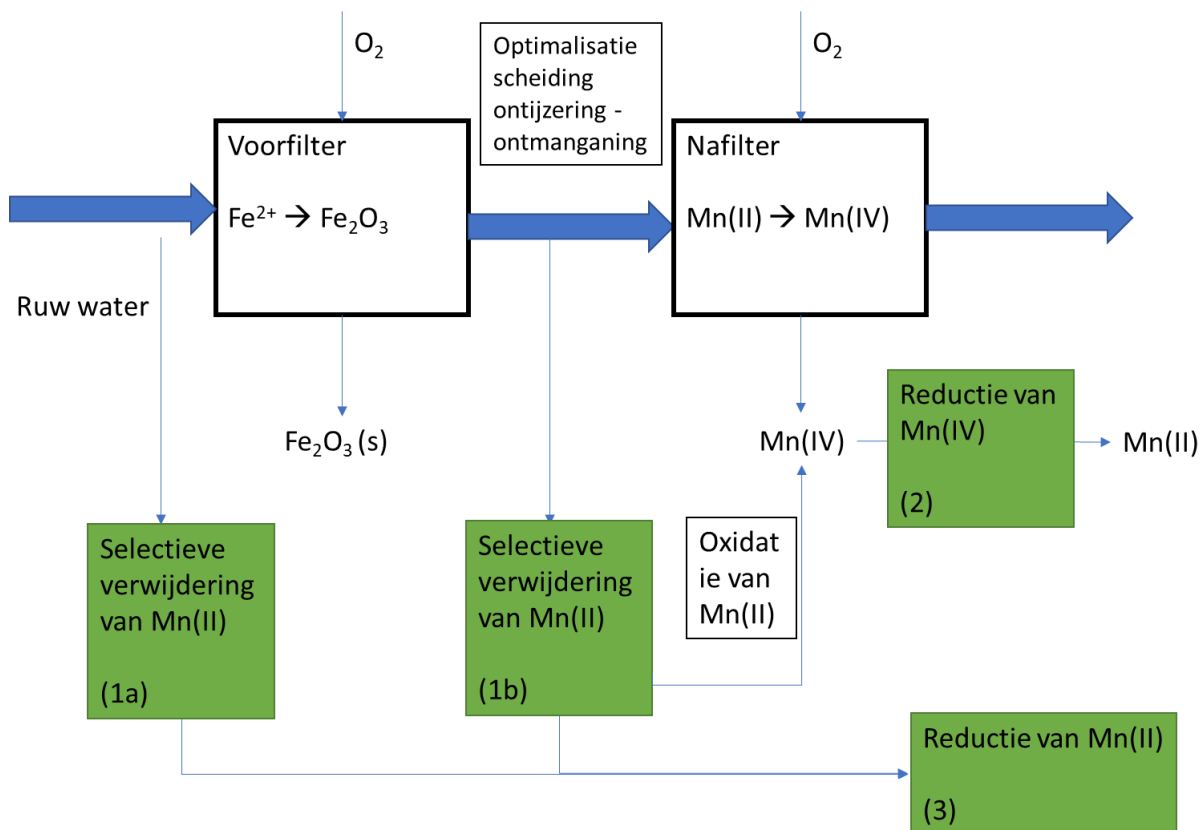 O₂
Optimalisatie
scheiding
ontijzering -
ontmanganing
O₂
Voorfilter
Fe²⁺ → Fe₂O₃
Nafilter
Mn(II) → Mn(IV)
Ruw water
Fe₂O₃ (s)
Mn(IV)
Reductie van
Mn(IV)
(2)
Mn(II)
Selectieve
verwijdering
van Mn(II)
(1a)
Selectieve
verwijdering
van Mn(II)
(1b)
Oxidat
ie van
Mn(II)
Reductie van Mn(II)
(3)